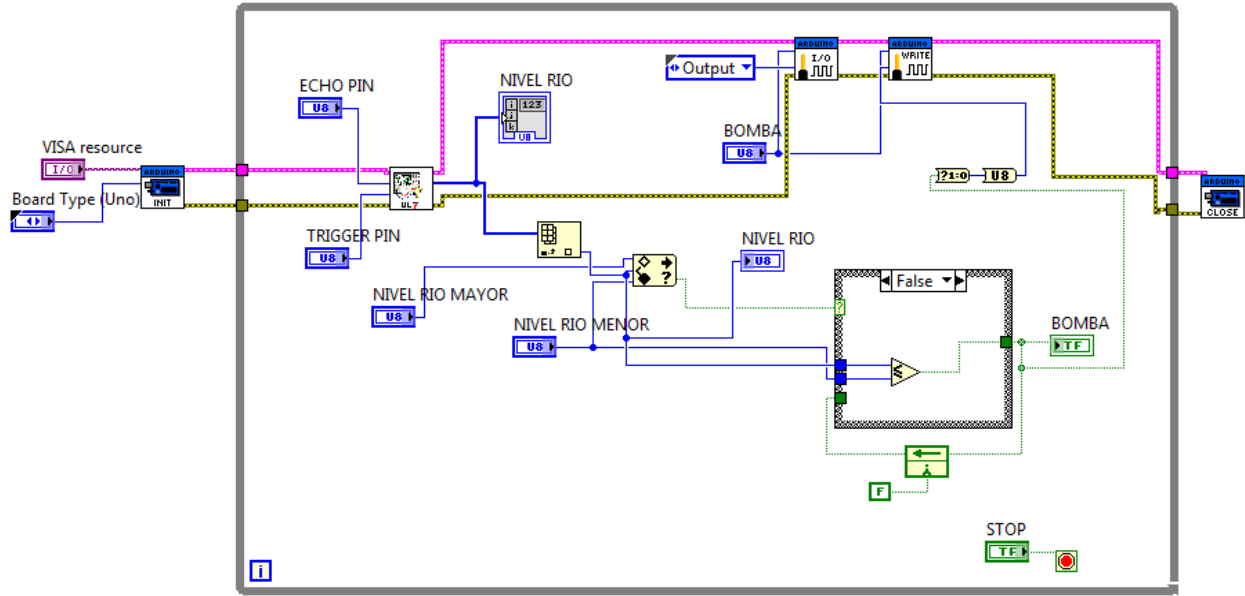 ARDUINO
I/O
ARDUINO
WRITE
Output
ECHO PIN
U8
NIVEL RIO
i 123
j
k
U8
BOMBA
U8
VISA resource
I/O
ARDUINO
INIT
Board Type (Uno)
?1:0
U8
ARDUINO
CLOSE
TRIGGER PIN
U8
NIVEL RIO
U8
?
NIVEL RIO MAYOR
U8
False
?
NIVEL RIO MENOR
U8
BOMBA
TF
≤
F
STOP
TF
i